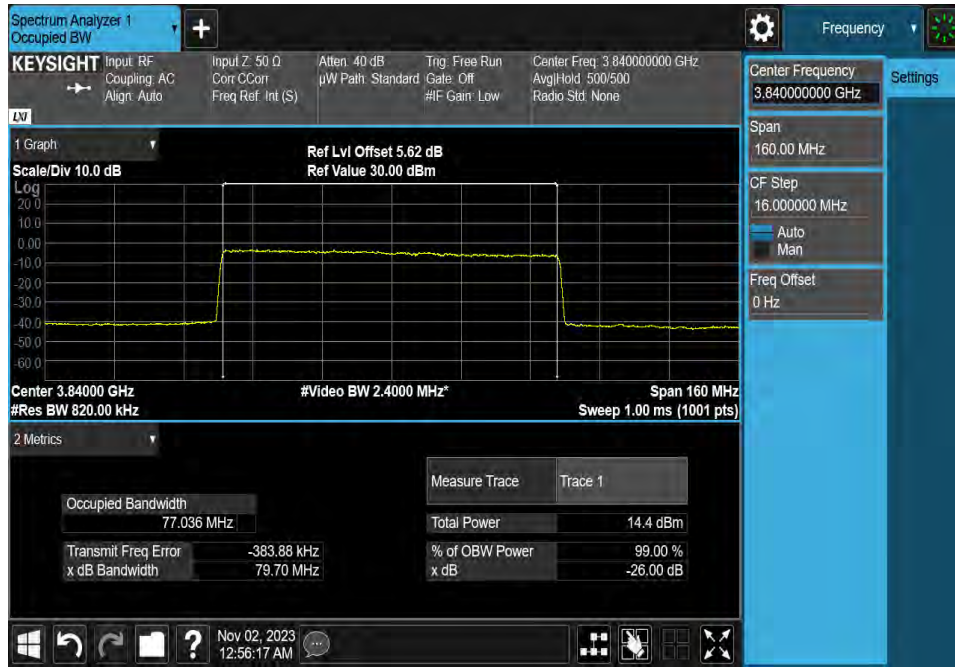 Spectrum Analyzer 1
Occupied BW
Frequency
KEYSIGHT
Input: RF
Coupling: AC
Align: Auto
Input Z: 50 Ω
Corr CCorr
Freq Ref: Int (S)
Atten: 40 dB
µW Path: Standard
Trig: Free Run
Gate: Off
#IF Gain: Low
Center Freq: 3.840000000 GHz
Avg|Hold: 500/500
Radio Std: None
LXI
Center Frequency
3.840000000 GHz
Settings
Span
160.00 MHz
CF Step
16.000000 MHz
Auto
Man
Freq Offset
0 Hz
1 Graph
Scale/Div 10.0 dB
Ref Lvl Offset 5.62 dB
Ref Value 30.00 dBm
Log
20.0
10.0
0.00
-10.0
-20.0
-30.0
-40.0
-50.0
-60.0
Center 3.84000 GHz
#Video BW 2.4000 MHz*
Span 160 MHz
#Res BW 820.00 kHz
Sweep 1.00 ms (1001 pts)
2 Metrics
Measure Trace
Trace 1
Occupied Bandwidth
77.036 MHz
Total Power
14.4 dBm
Transmit Freq Error
-383.88 kHz
% of OBW Power
99.00 %
x dB Bandwidth
79.70 MHz
x dB
-26.00 dB
?
Nov 02, 2023
12:56:17 AM